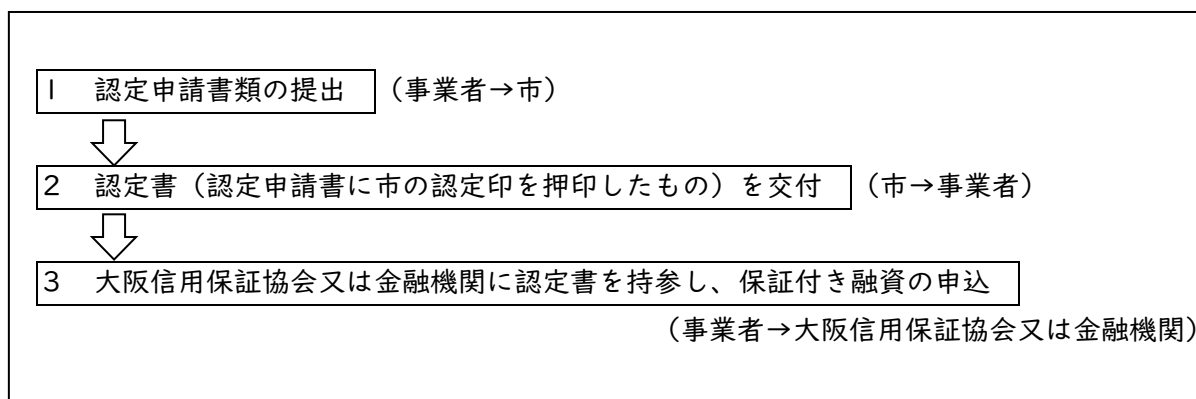 1　認定申請書類の提出　（事業者→市）
2　認定書（認定申請書に市の認定印を押印したもの）を交付　（市→事業者）
3　大阪信用保証協会又は金融機関に認定書を持参し、保証付き融資の申込
（事業者→大阪信用保証協会又は金融機関）